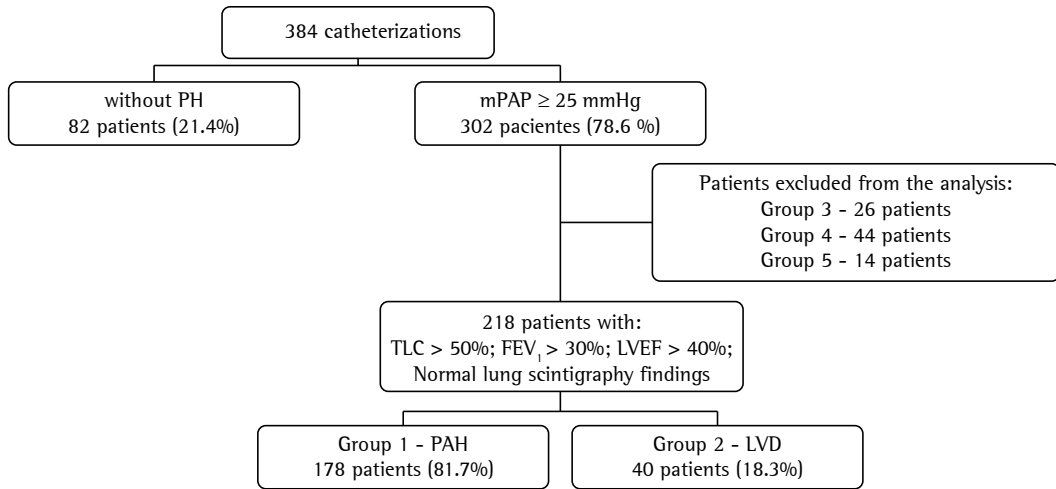 384 catheterizations
without PH
82 patients (21.4%)
mPAP ≥ 25 mmHg
302 pacientes (78.6 %)
Patients excluded from the analysis:
Group 3 - 26 patients
Group 4 - 44 patients
Group 5 - 14 patients
218 patients with:
TLC > 50%; FEV1 > 30%; LVEF > 40%;
Normal lung scintigraphy findings
Group 1 - PAH
178 patients (81.7%)
Group 2 - LVD
40 patients (18.3%)